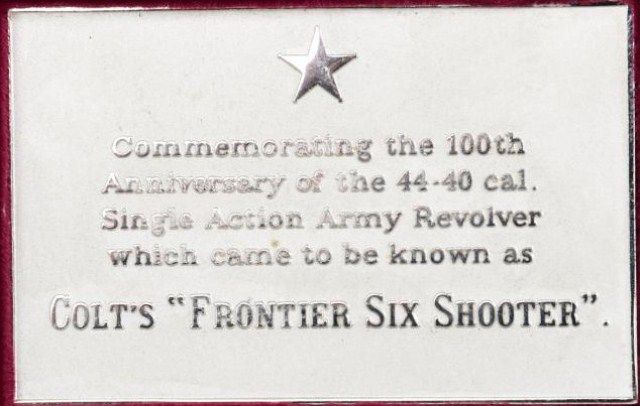 Commemorating the 100th
Anniversary of the 44-40 cal.
Single Action Army Revolver
which came to be known as
COLT'S "FRONTIER SIX SHOOTER".